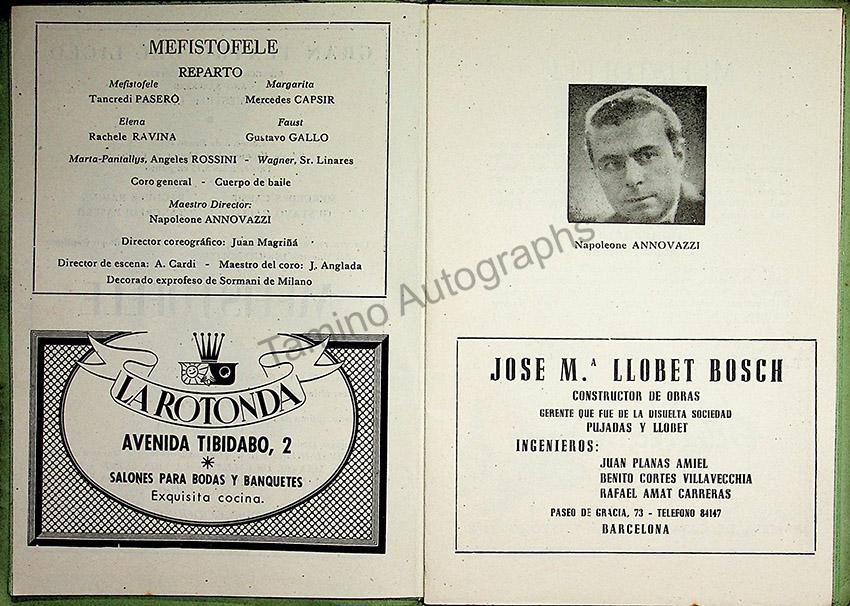 MEFISTOFELE
REPARTO
Mefistofele Margarita
Tancredi PASERO Mercedes CAPSIR
Elena Faust
Rachele RAVINA Gustavo GALLO
Marta-Pantallys, Angeles ROSSINI - Wagner, Sr. Linares
Coro general - Cuerpo de baile
Maestro Director:
Napoleone ANNOVAZZI
Director coreográfico: Juan Magriñá
Director de escena: A. Cardi - Maestro del coro: J. Anglada
Decorado exprofeso de Sormani de Milano
LA ROTONDA
AVENIDA TIBIDABO, 2
*
SALONES PARA BODAS Y BANQUETES
Exquisita cocina.
Napoleone ANNOVAZZI
JOSE M.ª LLOBET BOSCH
CONSTRUCTOR DE OBRAS
GERENTE QUE FUE DE LA DISUELTA SOCIEDAD
PUJADAS Y LLOBET
INGENIEROS:
JUAN PLANAS AMIEL
BENITO CORTES VILLAVECCHIA
RAFAEL AMAT CARRERAS
PASEO DE GRACIA, 73 - TELEFONO 84147
BARCELONA
Tamino Autographs